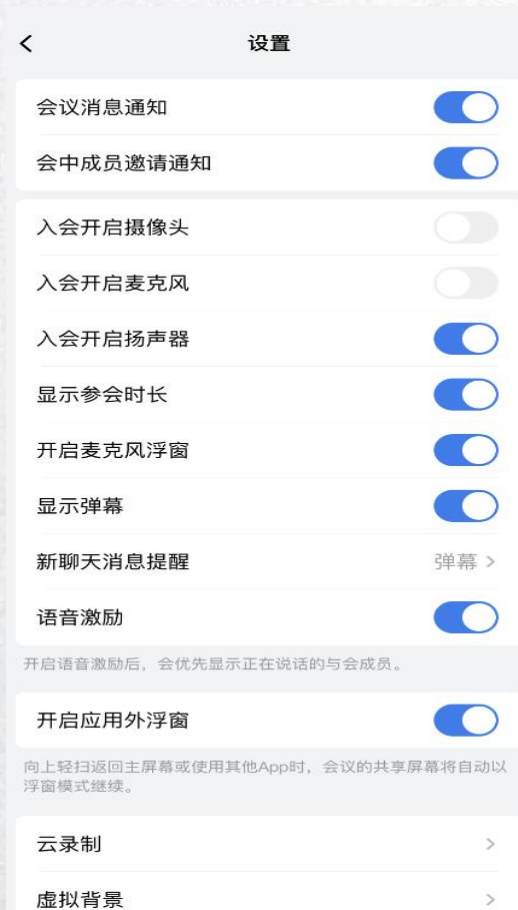 设置
会议消息通知
会中成员邀请通知
入会开启摄像头
入会开启麦克风
入会开启扬声器
显示参会时长
开启麦克风浮窗
显示弹幕
新聊天消息提醒 弹幕
语音激励
开启语音激励后，会优先显示正在说话的与会成员。
开启应用外浮窗
向上轻扫返回主屏幕或使用其他App时，会议的共享屏幕将自动以
浮窗模式继续。
云录制
虚拟背景